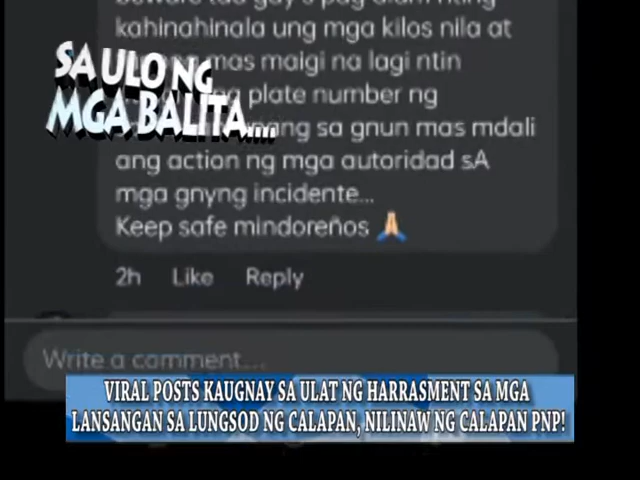 kahinahinala ung mga kilos nila at
mas maigi na lagi ntin
plate number ng
sa gnun mas mdali
ang action ng mga autoridad sA
mga gnyng incidente...
Keep safe mindoreños 🙏
2h Like Reply
Write a comment...
SA ULO NG
MGA BALITA....
VIRAL POSTS KAUGNAY SA ULAT NG HARRASMENT SA MGA
LANSANGAN SA LUNGSOD NG CALAPAN, NILINAW NG CALAPAN PNP!